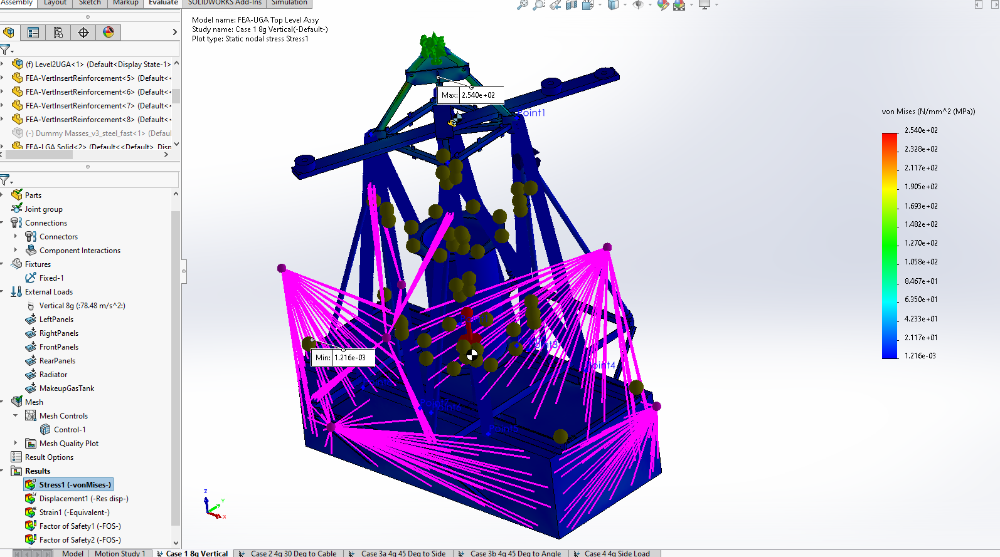 Assembly
Layout
Sketch
Markup
Evaluate
SOLIDWORKS Add-Ins
Simulation
(f) Level2UGA<1> (Default<Display State-1>
FEA-VertInsertReinforcement<5> (Default<<
FEA-VertInsertReinforcement<6> (Default<<
FEA-VertInsertReinforcement<7> (Default<<
FEA-VertInsertReinforcement<8> (Default<<
(-) Dummy Masses_v3_steel_fast<1> (Defaul
FEA-LGA Solid<2> (Default<<Default>_Disp
Parts
Joint group
Connections
Connectors
Component Interactions
Fixtures
Fixed-1
External Loads
Vertical 8g (:78.48 m/s^2:)
LeftPanels
RightPanels
FrontPanels
RearPanels
Radiator
MakeupGasTank
Mesh
Mesh Controls
Control-1
Mesh Quality Plot
Result Options
Results
Stress1 (-vonMises-)
Displacement1 (-Res disp-)
Strain1 (-Equivalent-)
Factor of Safety1 (-FOS-)
Factor of Safety2 (-FOS-)
Model name: FEA-UGA Top Level Assy
Study name: Case 1 8g Vertical(-Default-)
Plot type: Static nodal stress Stress1
Max: 2.540e+02
Point1
Min: 1.216e-03
Point4
Point5
z
Y
x
von Mises (N/mm^2 (MPa))
2.540e+02
2.328e+02
2.117e+02
1.905e+02
1.693e+02
1.482e+02
1.270e+02
1.058e+02
8.467e+01
6.350e+01
4.233e+01
2.117e+01
1.216e-03
Model
Motion Study 1
Case 1 8g Vertical
Case 2 4g 30 Deg to Cable
Case 3a 4g 45 Deg to Side
Case 3b 4g 45 Deg to Angle
Case 4 4g Side Load